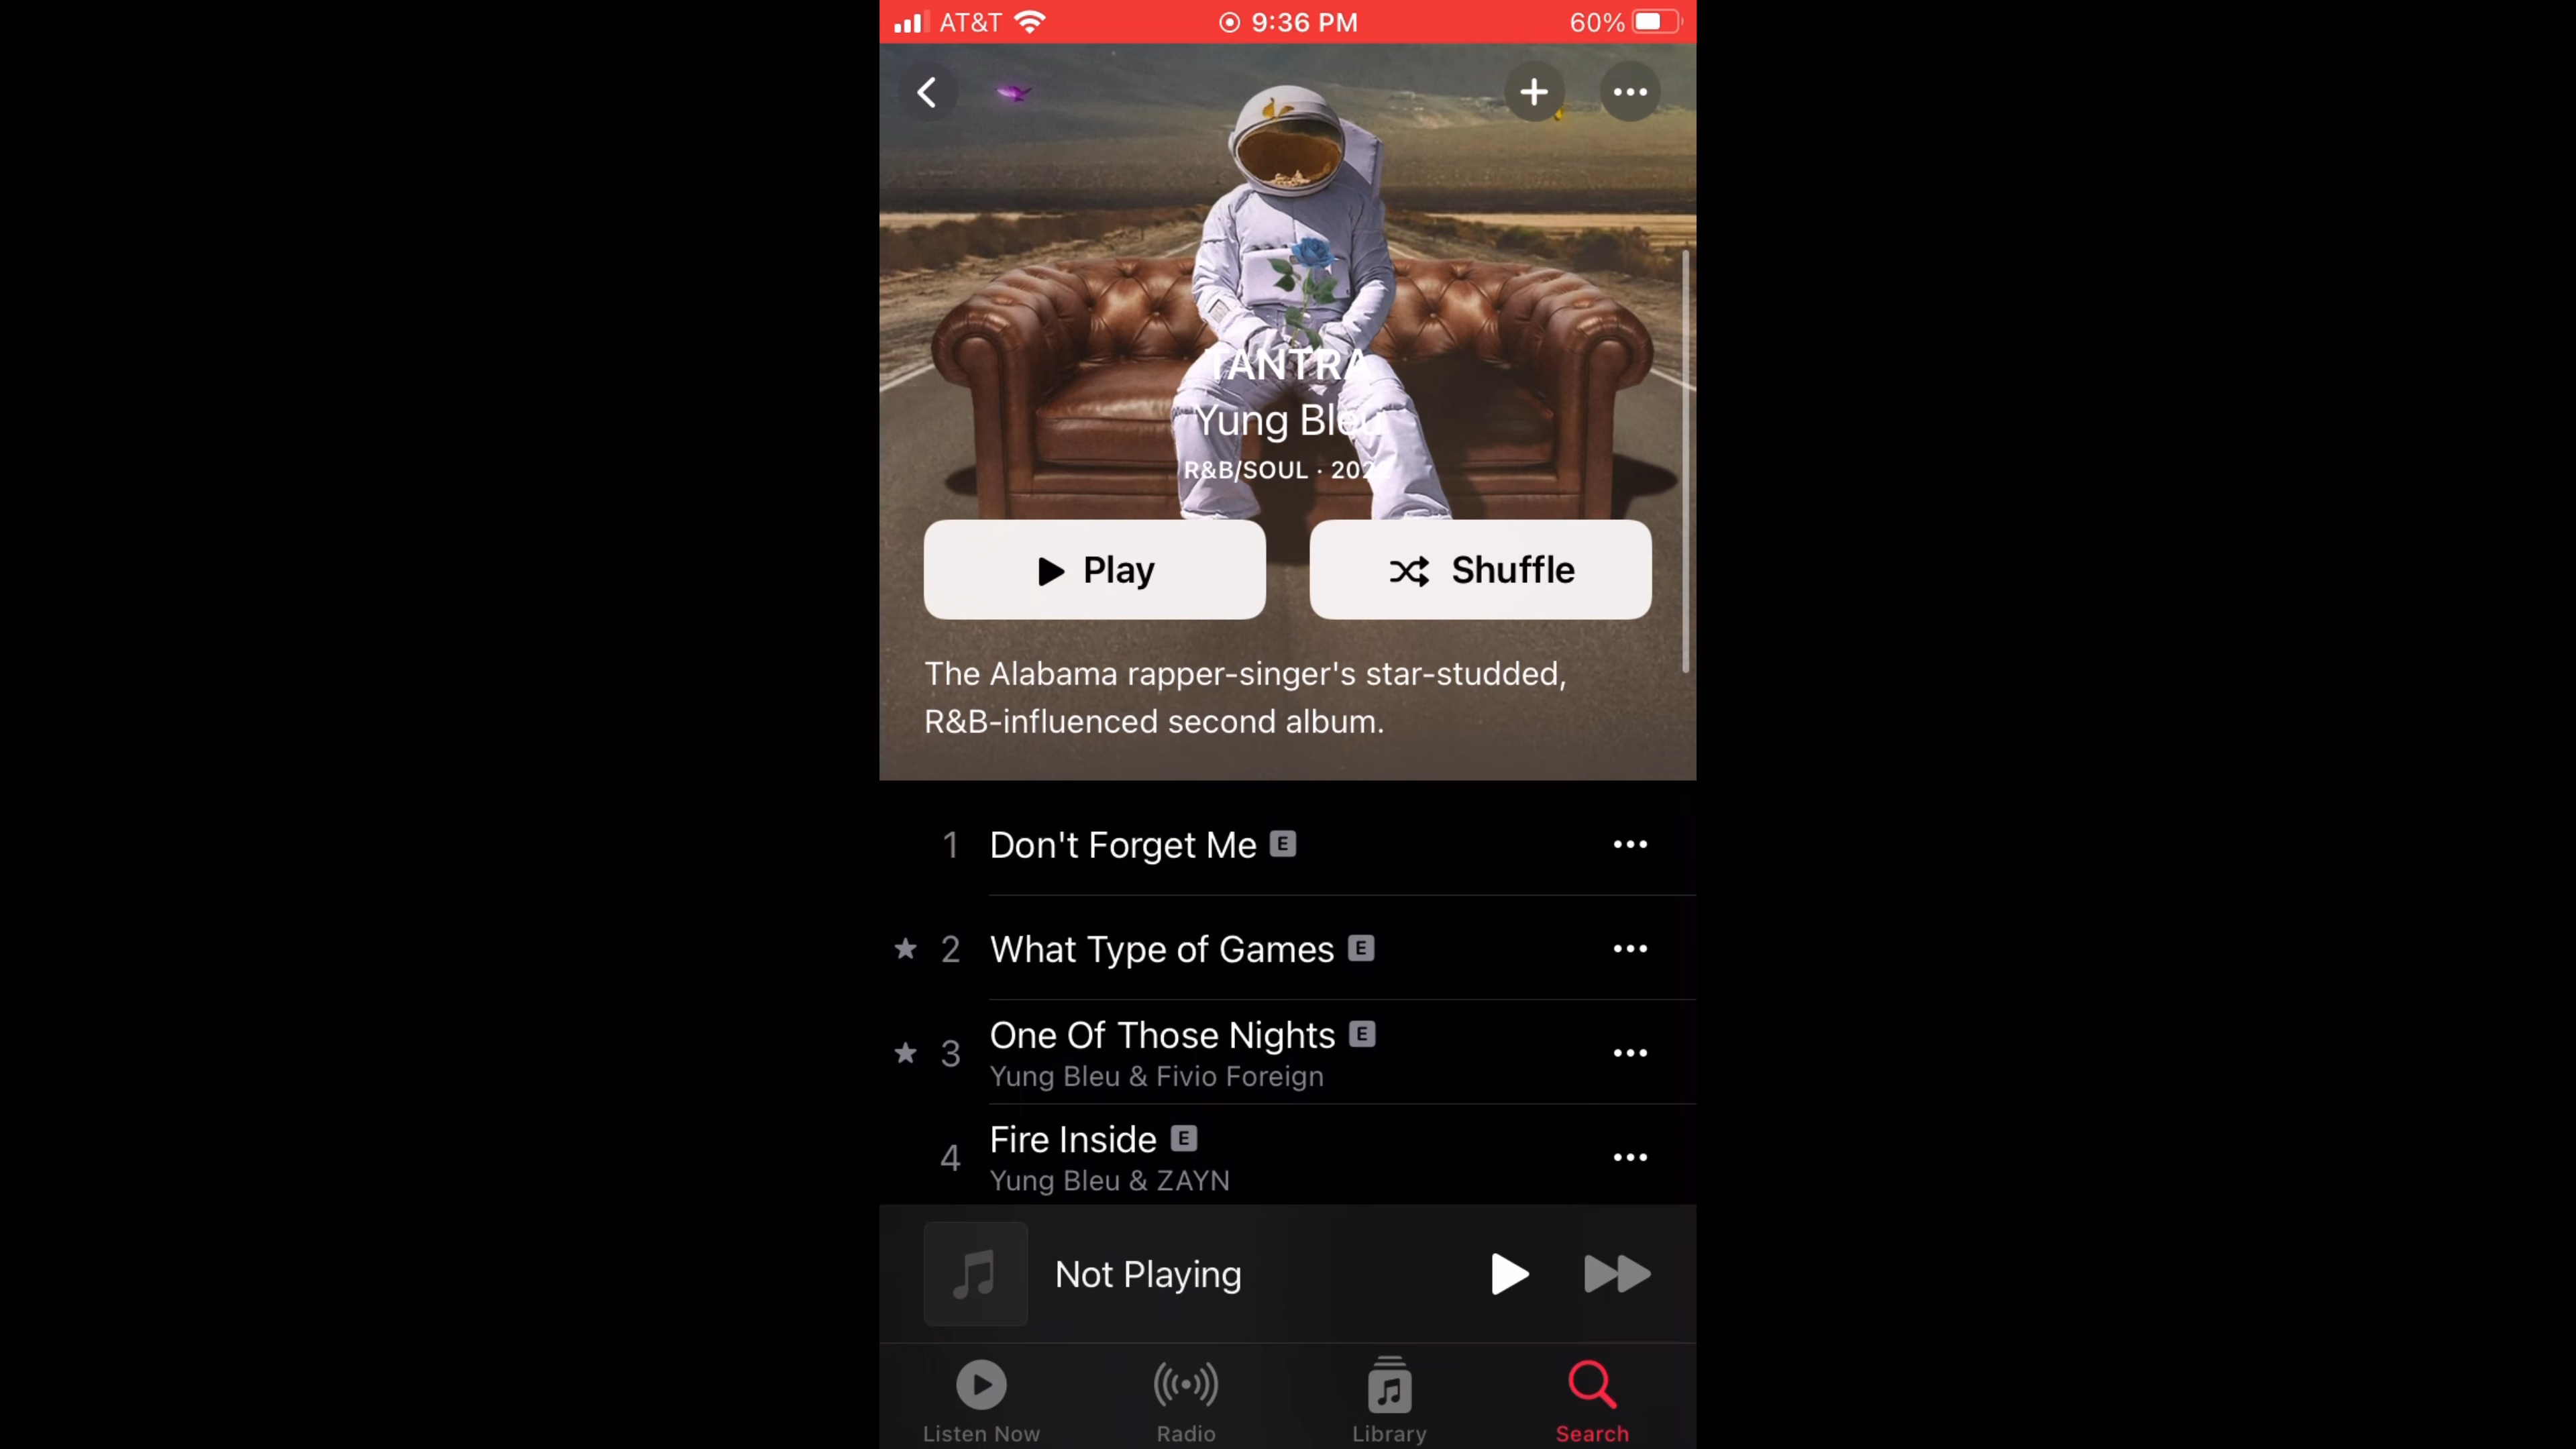 AT&T 9:36 PM 60%
TANTRA
Yung Bleu
R&B/SOUL ·
Play
Shuffle
The Alabama rapper-singer's star-studded,
R&B-influenced second album.
1 Don't Forget Me E
2 What Type of Games E
3 One Of Those Nights E
Yung Bleu & Fivio Foreign
4 Fire Inside E
Yung Bleu & ZAYN
Not Playing
Listen Now Radio Library Search